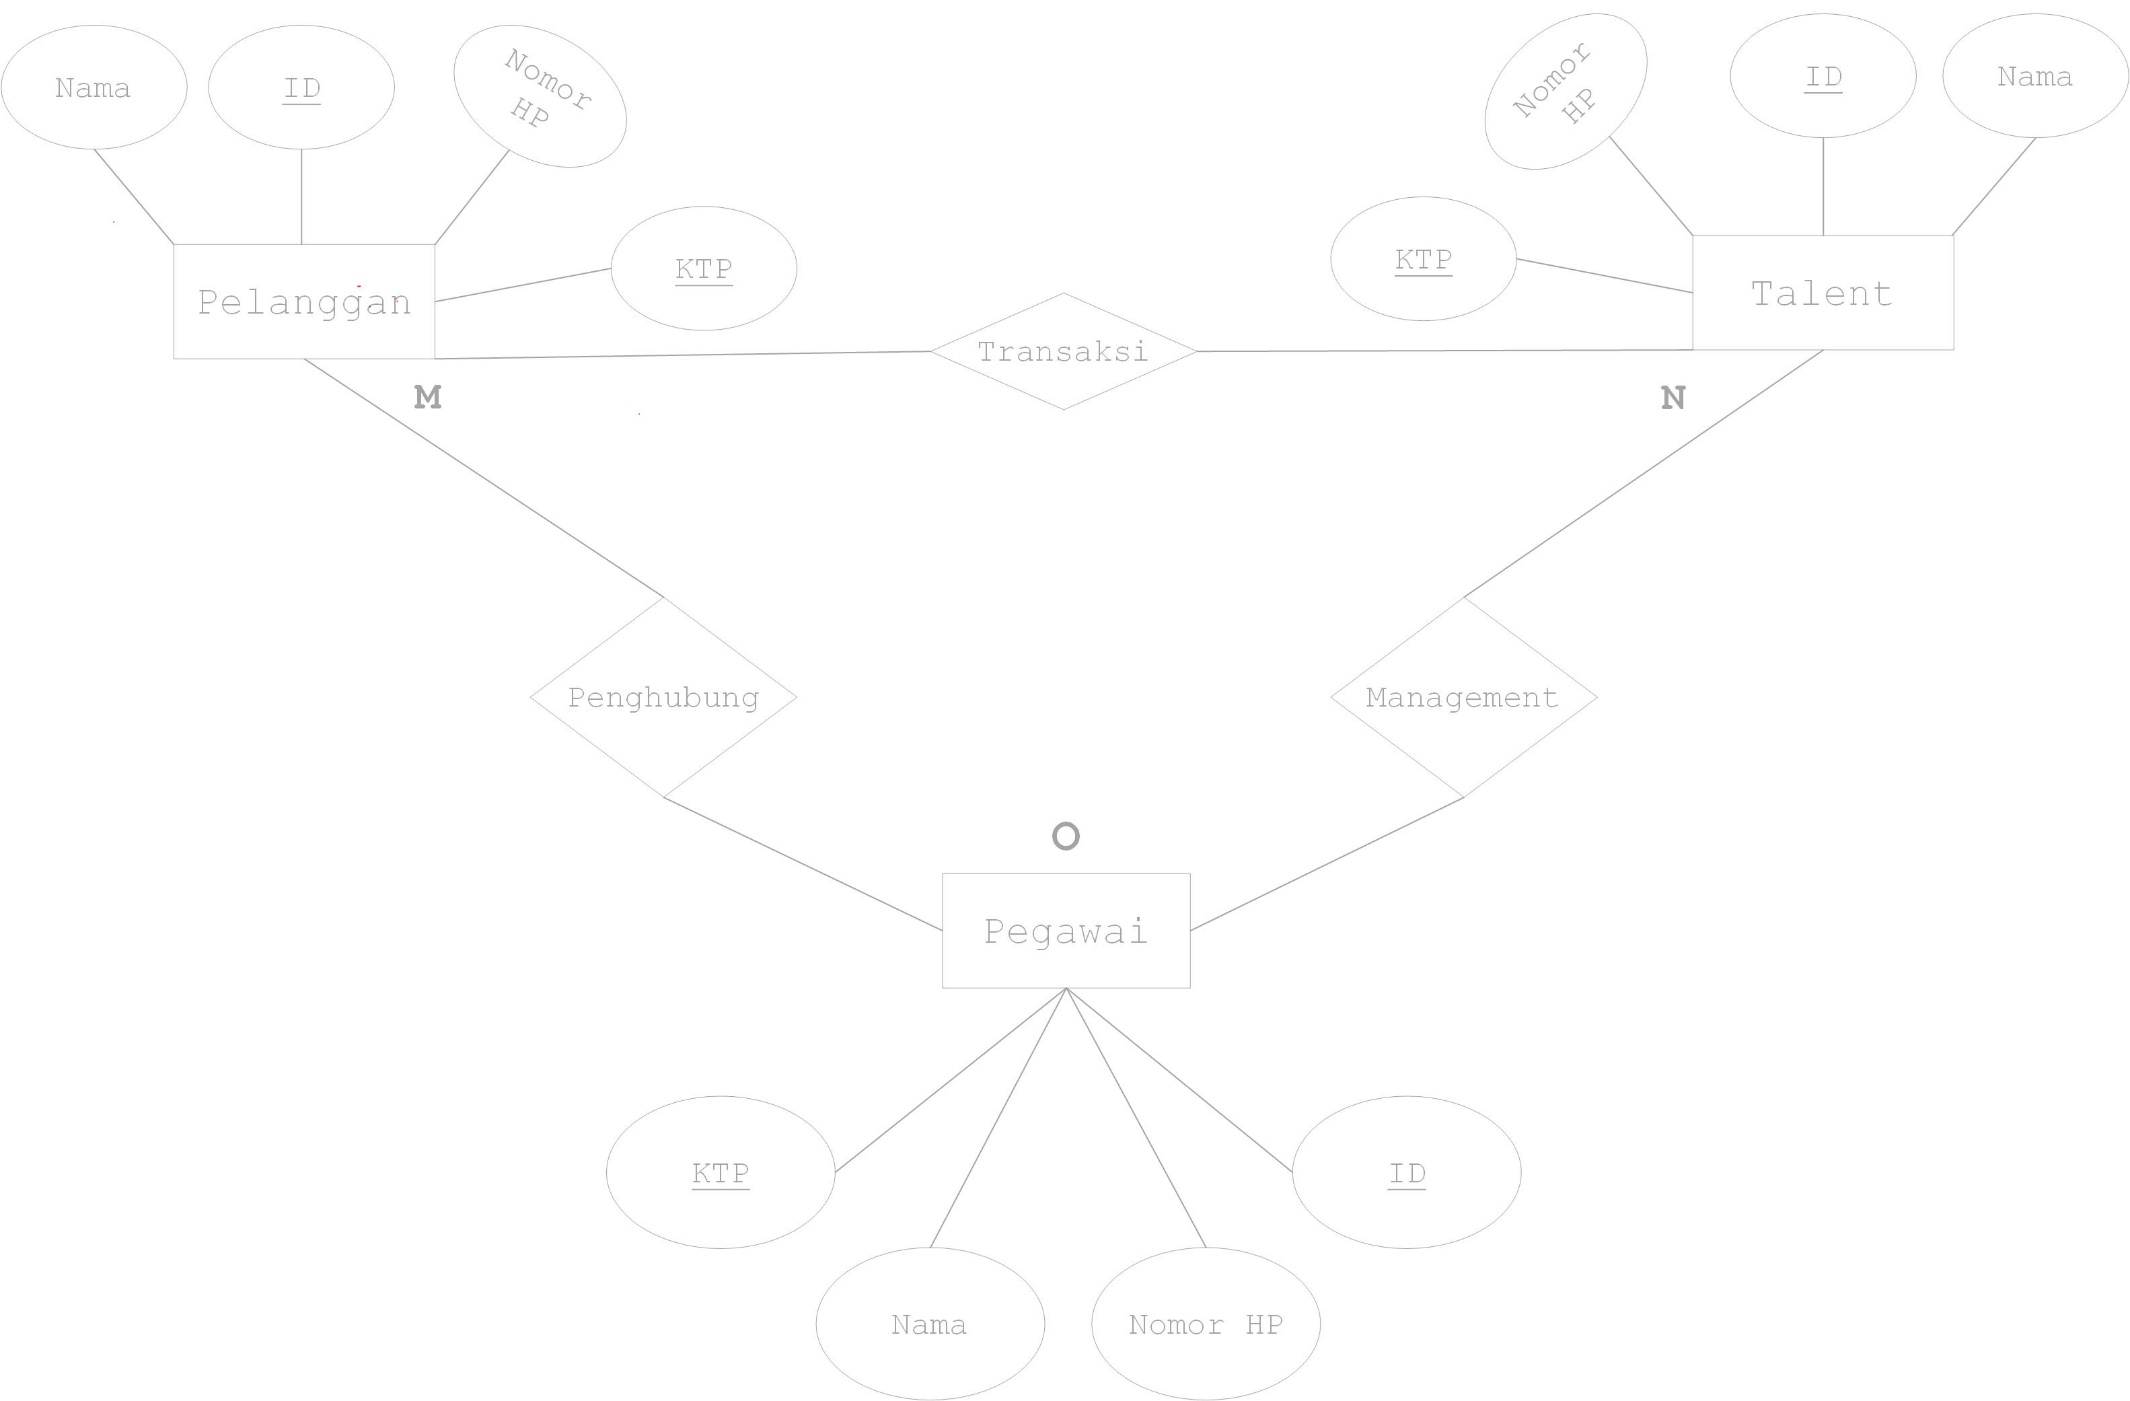 Nama
ID
Nomor
HP
Nomor
HP
ID
Nama
KTP
KTP
Pelanggan
Talent
Transaksi
M
N
Penghubung
Management
O
Pegawai
KTP
ID
Nama
Nomor HP